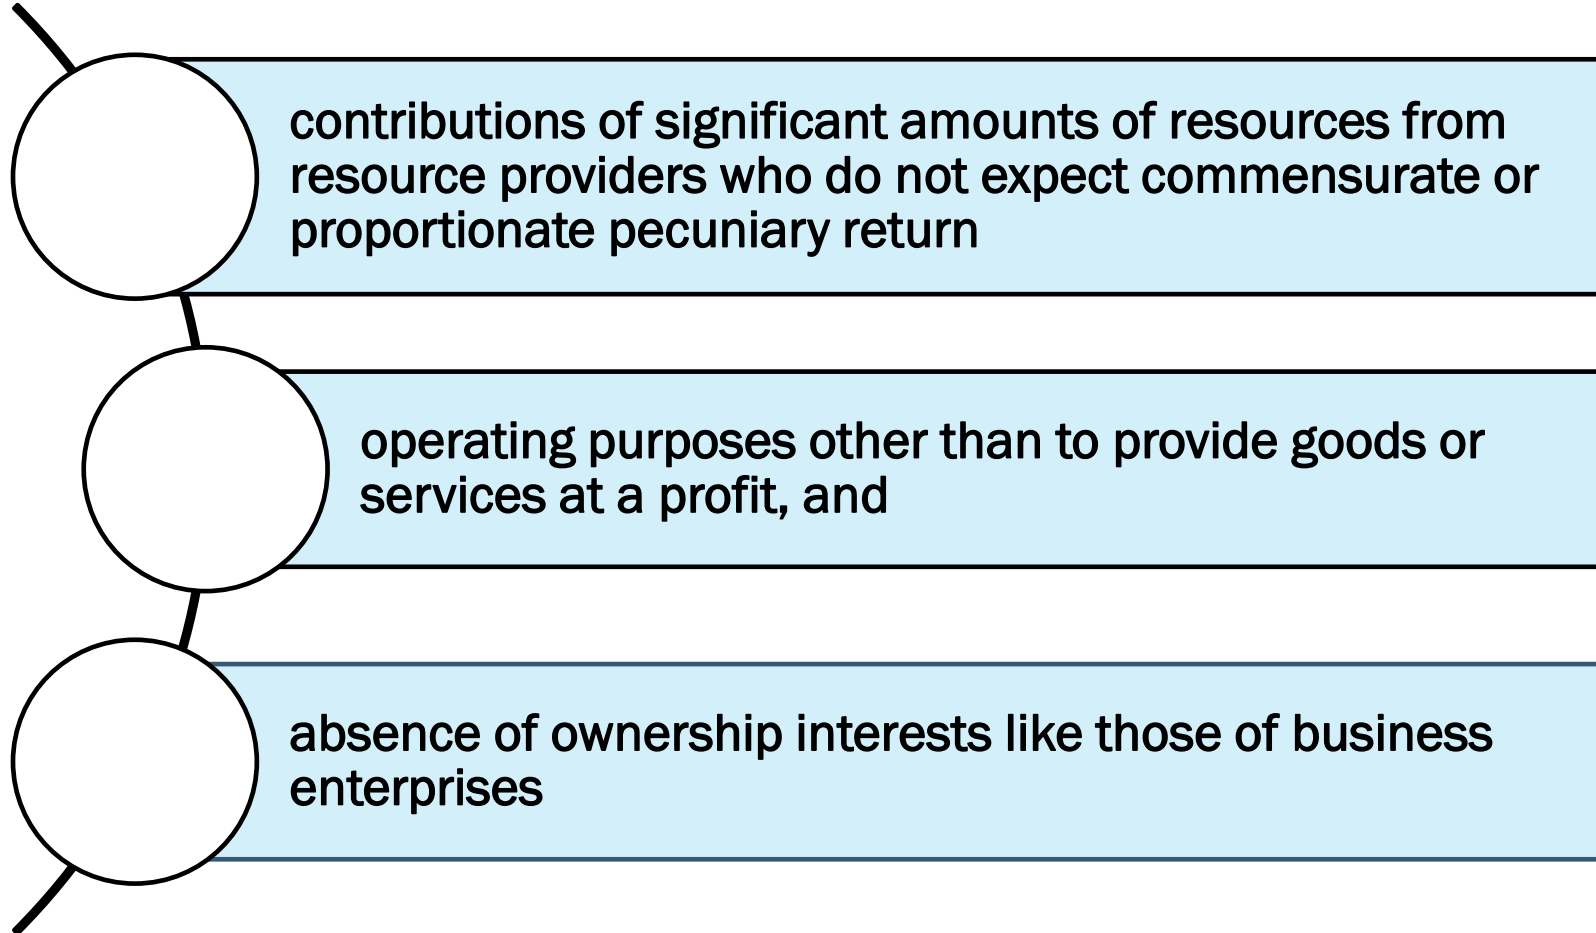 contributions of significant amounts of resources from
resource providers who do not expect commensurate or
proportionate pecuniary return
operating purposes other than to provide goods or
services at a profit, and
absence of ownership interests like those of business
enterprises